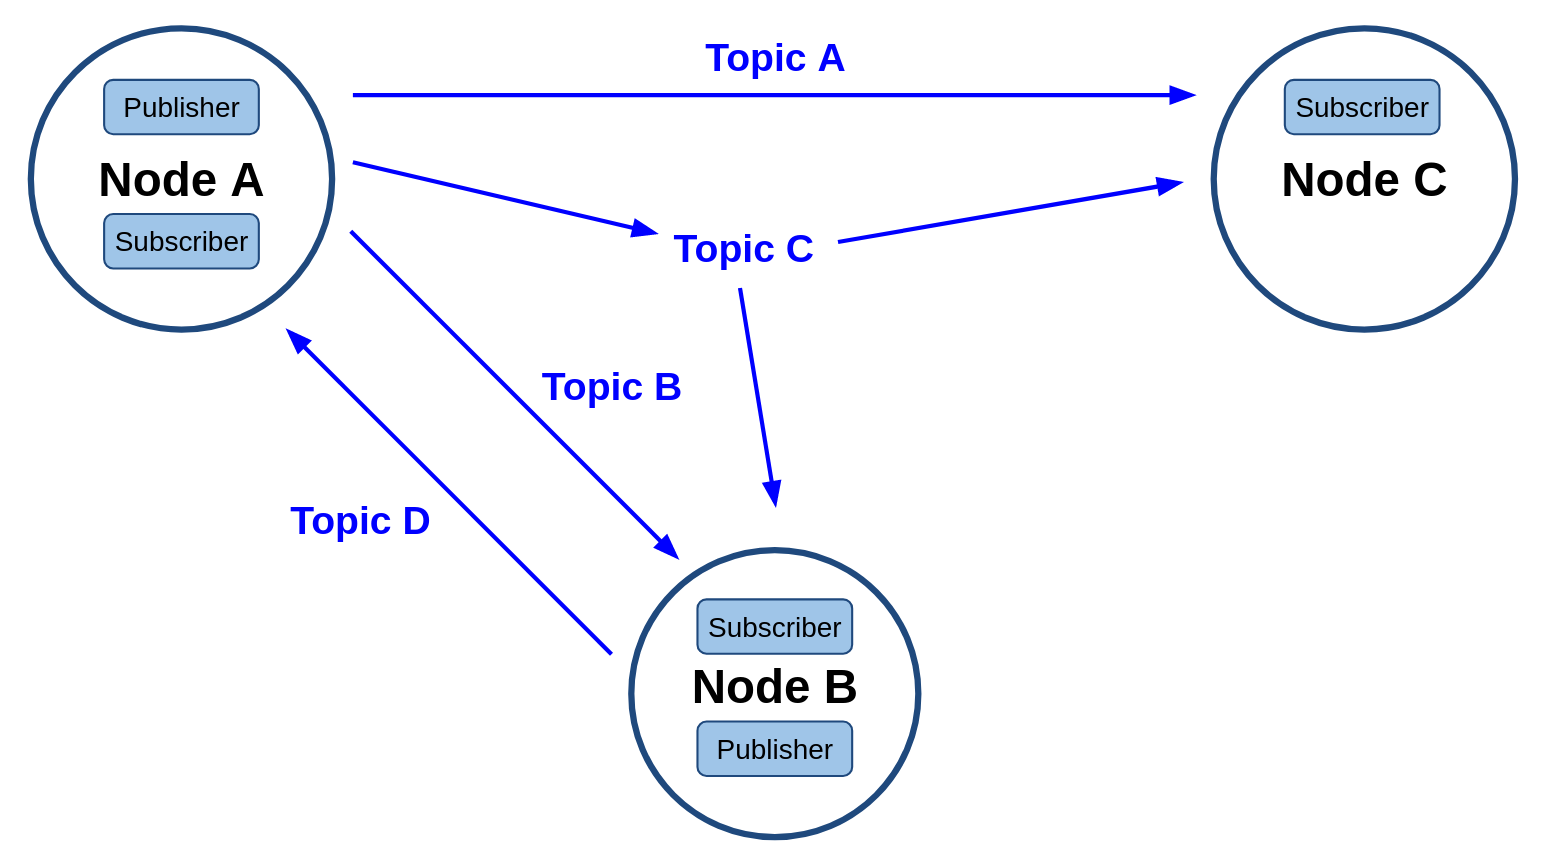 Topic A
Publisher
Node A
Subscriber
Subscriber
Node C
Topic C
Topic B
Topic D
Subscriber
Node B
Publisher